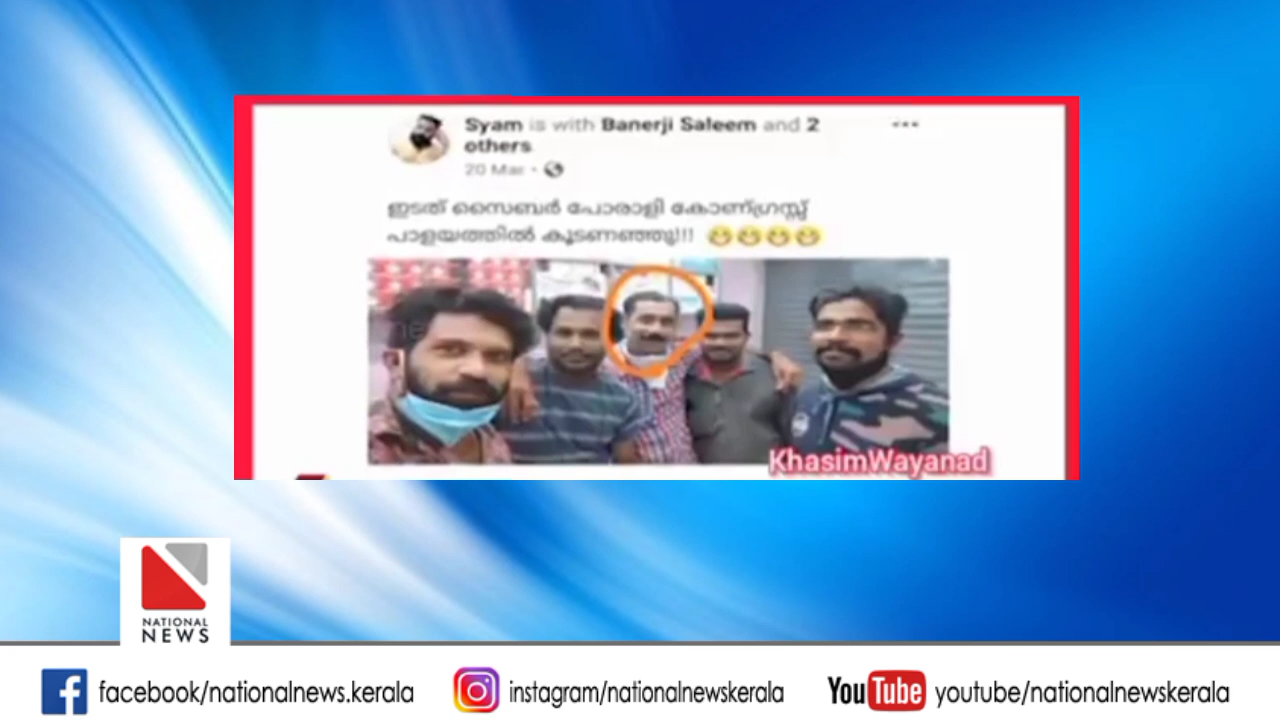 Syam is with Banerji Saleem and 2
others
20 Mar
ഇടത് സൈബർ പോരാളി കോണ്ഗ്രസ്സ്
പാളയത്തിൽ കൂടണഞ്ഞു!!! 😂😂😂😂
KhasimWayanad
NATIONAL
NEWS
facebook/nationalnews.kerala
instagram/nationalnewskerala
YouTube youtube/nationalnewskerala